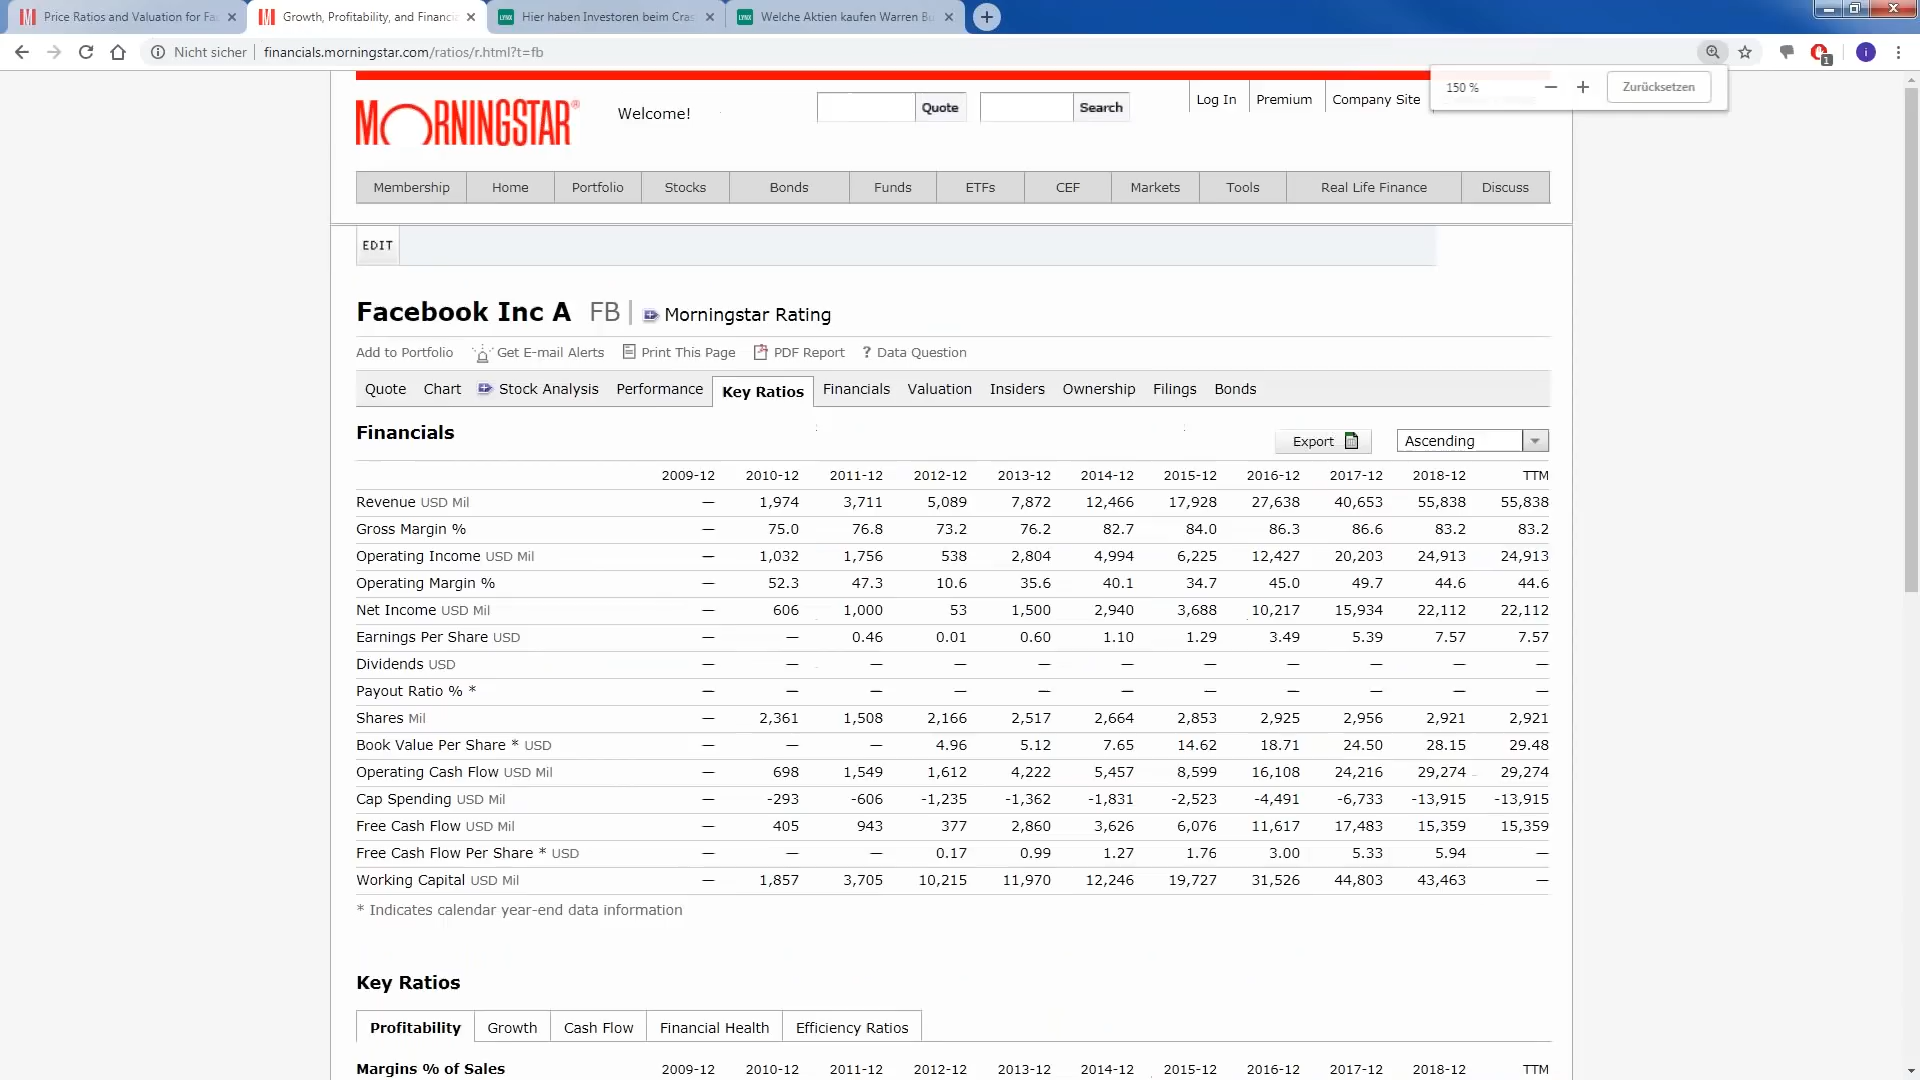 Price Ratios and Valuation for Fa
Growth, Profitability, and Financia
LYNX Hier haben Investoren beim Cras
LYNX Welche Aktien kaufen Warren Bu
Nicht sicher financials.morningstar.com/ratios/r.html?t=fb
1
i
150 % Zurücksetzen
MORNINGSTAR®
Welcome!
Quote Search Log In Premium Company Site
Membership Home Portfolio Stocks Bonds Funds ETFs CEF Markets Tools Real Life Finance Discuss
EDIT
Facebook Inc A FB Morningstar Rating
Add to Portfolio Get E-mail Alerts Print This Page PDF Report ? Data Question
Quote Chart Stock Analysis Performance Key Ratios Financials Valuation Insiders Ownership Filings Bonds
Financials
Export Ascending
2009-12 2010-12 2011-12 2012-12 2013-12 2014-12 2015-12 2016-12 2017-12 2018-12 TTM
Revenue USD Mil — 1,974 3,711 5,089 7,872 12,466 17,928 27,638 40,653 55,838 55,838
Gross Margin % — 75.0 76.8 73.2 76.2 82.7 84.0 86.3 86.6 83.2 83.2
Operating Income USD Mil — 1,032 1,756 538 2,804 4,994 6,225 12,427 20,203 24,913 24,913
Operating Margin % — 52.3 47.3 10.6 35.6 40.1 34.7 45.0 49.7 44.6 44.6
Net Income USD Mil — 606 1,000 53 1,500 2,940 3,688 10,217 15,934 22,112 22,112
Earnings Per Share USD — — 0.46 0.01 0.60 1.10 1.29 3.49 5.39 7.57 7.57
Dividends USD — — — — — — — — — — —
Payout Ratio % * — — — — — — — — — — —
Shares Mil — 2,361 1,508 2,166 2,517 2,664 2,853 2,925 2,956 2,921 2,921
Book Value Per Share * USD — — — 4.96 5.12 7.65 14.62 18.71 24.50 28.15 29.48
Operating Cash Flow USD Mil — 698 1,549 1,612 4,222 5,457 8,599 16,108 24,216 29,274 29,274
Cap Spending USD Mil — -293 -606 -1,235 -1,362 -1,831 -2,523 -4,491 -6,733 -13,915 -13,915
Free Cash Flow USD Mil — 405 943 377 2,860 3,626 6,076 11,617 17,483 15,359 15,359
Free Cash Flow Per Share * USD — — — 0.17 0.99 1.27 1.76 3.00 5.33 5.94 —
Working Capital USD Mil — 1,857 3,705 10,215 11,970 12,246 19,727 31,526 44,803 43,463 —
* Indicates calendar year-end data information
Key Ratios
Profitability Growth Cash Flow Financial Health Efficiency Ratios
Margins % of Sales 2009-12 2010-12 2011-12 2012-12 2013-12 2014-12 2015-12 2016-12 2017-12 2018-12 TTM